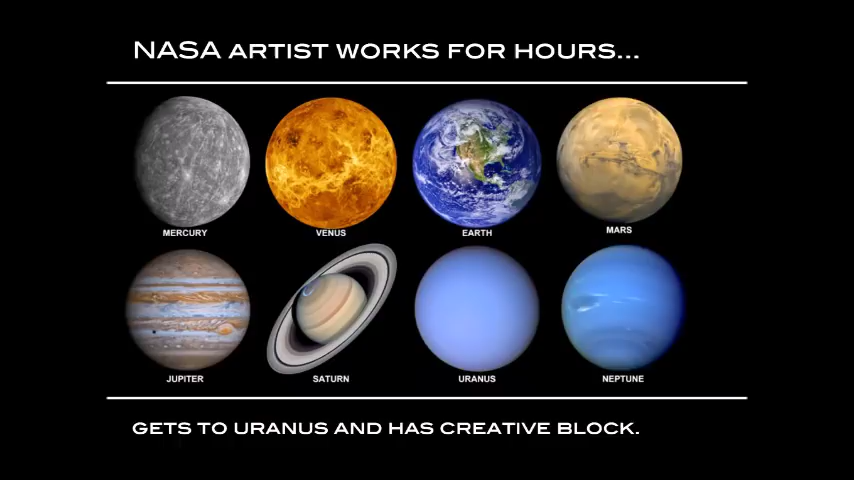 NASA ARTIST WORKS FOR HOURS...
MERCURY
VENUS
EARTH
MARS
JUPITER
SATURN
URANUS
NEPTUNE
GETS TO URANUS AND HAS CREATIVE BLOCK.